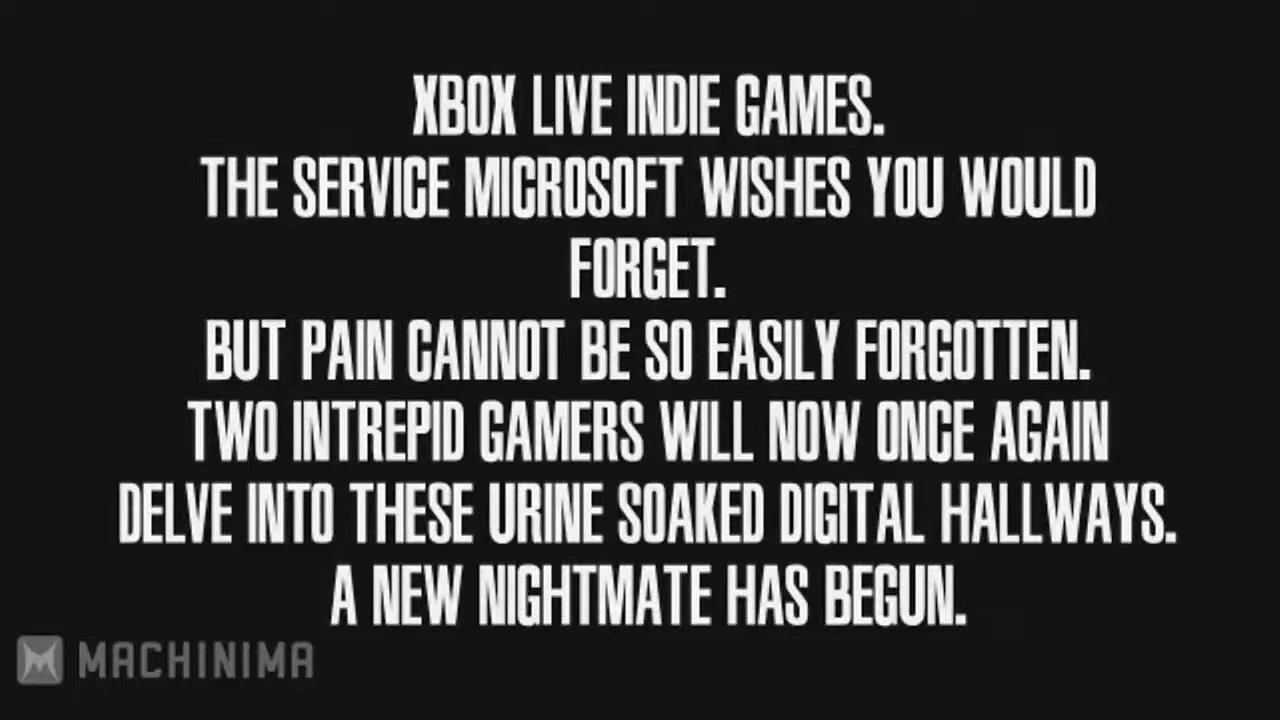 XBOX LIVE INDIE GAMES.
THE SERVICE MICROSOFT WISHES YOU WOULD
FORGET.
BUT PAIN CANNOT BE SO EASILY FORGOTTEN.
TWO INTREPID GAMERS WILL NOW ONCE AGAIN
DELVE INTO THESE URINE SOAKED DIGITAL HALLWAYS.
A NEW NIGHTMATE HAS BEGUN.
MACHINIMA